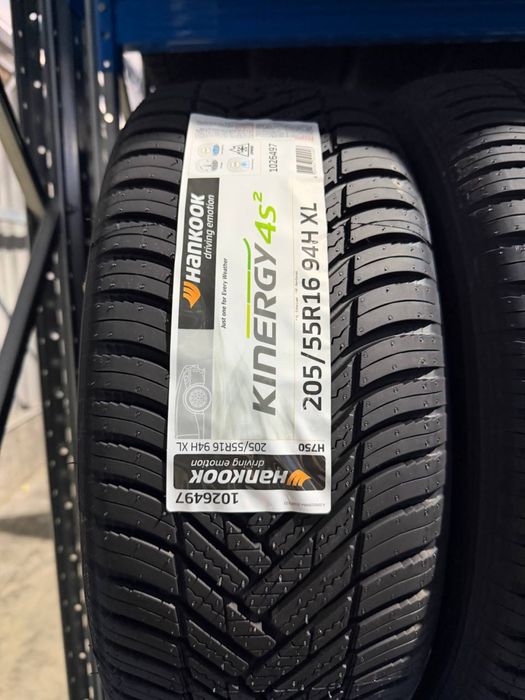 1026497
HANKOOK
driving emotion
Just one for Every Weather
KINERGY 4S²
205/55R16 94H XL
H750
205/55R16 94H XL
HANKOOK
driving emotion
1026497